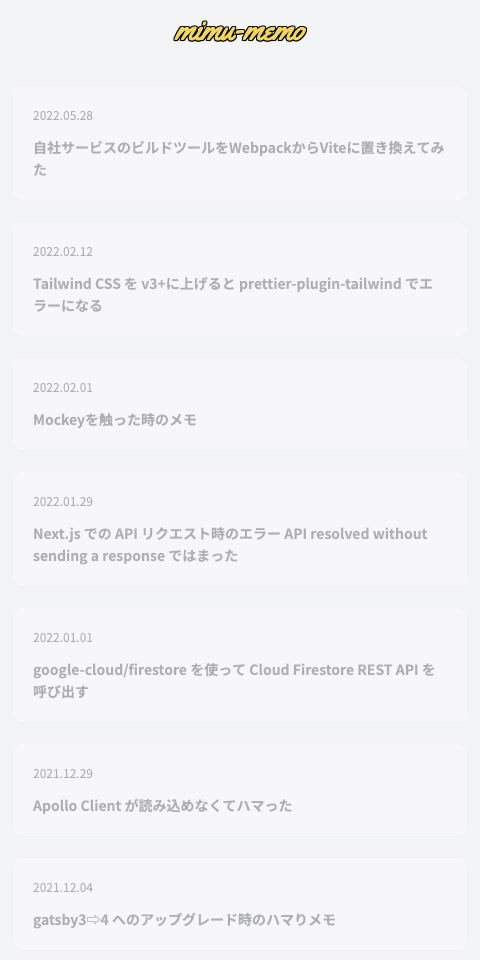 mimu-memo
2022.05.28
自社サービスのビルドツールをWebpackからViteに置き換えてみ
た
2022.02.12
Tailwind CSS を v3+に上げると prettier-plugin-tailwind でエ
ラーになる
2022.02.01
Mockeyを触った時のメモ
2022.01.29
Next.js での API リクエスト時のエラー API resolved without
sending a response ではまった
2022.01.01
google-cloud/firestore を使って Cloud Firestore REST API を
呼び出す
2021.12.29
Apollo Client が読み込めなくてハマった
2021.12.04
gatsby3⇨4 へのアップグレード時のハマりメモ